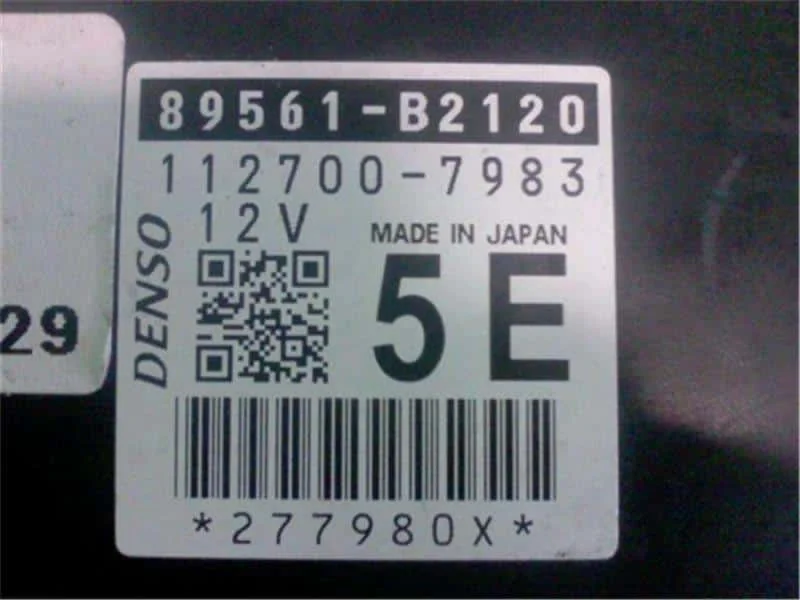 89561-B2120
112700-7983
12V
MADE IN JAPAN
DENSO
5E
*277980X*
29